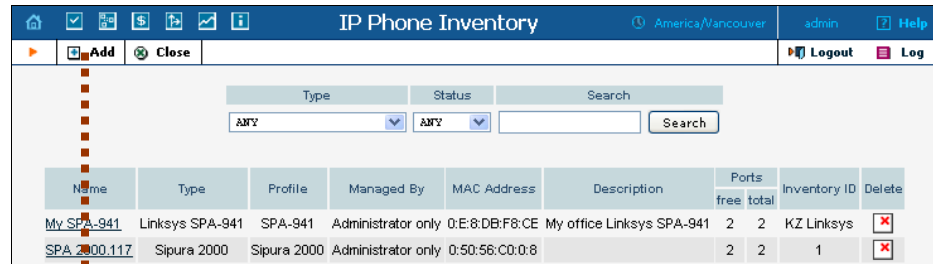 IP Phone Inventory America/Vancouver admin Help
Add Close Logout Log
Type Status Search
ANY ANY Search
Ports
Name Type Profile Managed By MAC Address Description Inventory ID Delete
free total
My SPA-941 Linksys SPA-941 SPA-941 Administrator only 0:E:8:DB:F8:CE My office Linksys SPA-941 2 2 KZ Linksys
SPA 2000.117 Sipura 2000 Sipura 2000 Administrator only 0:50:56:C0:0:8 2 2 1